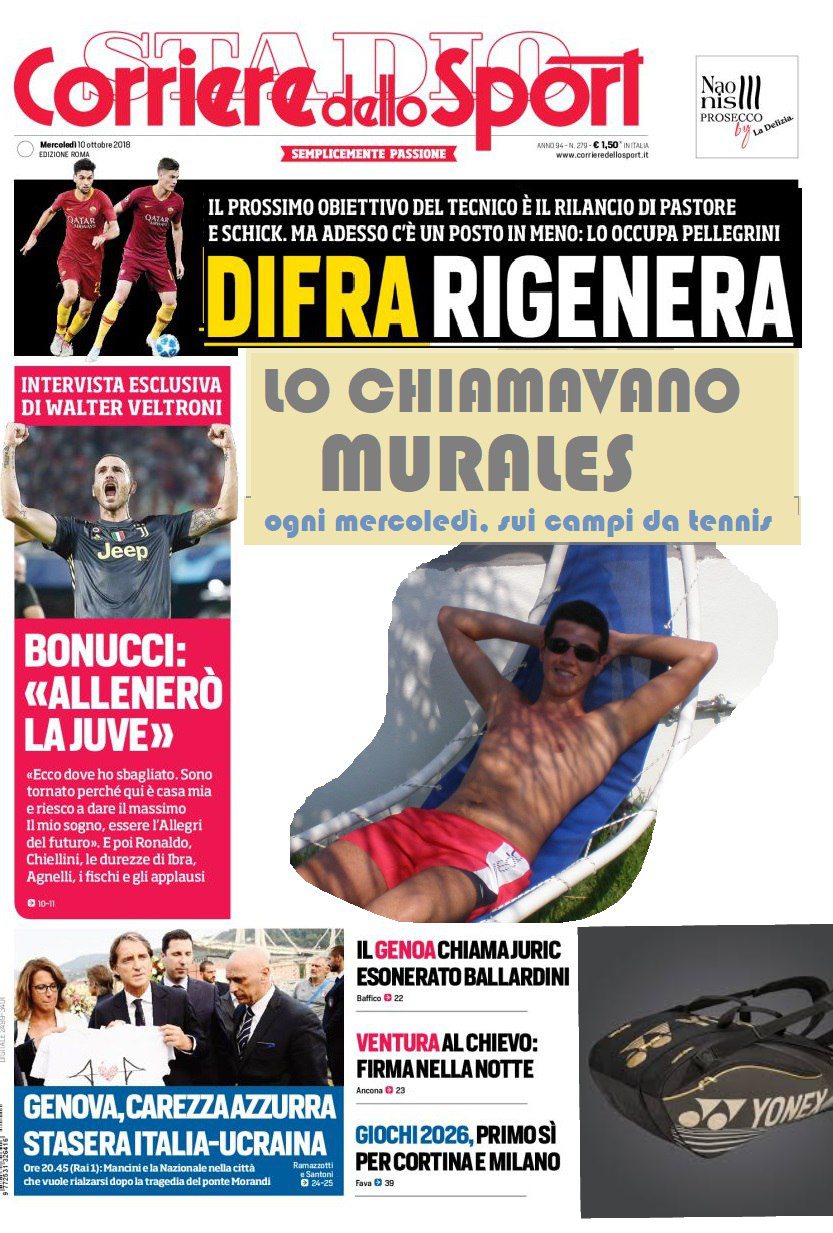 STADIO
Corriere dello Sport
Nao
nis
PROSECCO
by La Delizia.
Mercoledì 10 ottobre 2018
EDIZIONE ROMA
SEMPLICEMENTE PASSIONE
ANNO 94 - N. 279 - € 1,50* IN ITALIA
www.corrieredellosport.it
QATAR
AIRWAYS
QATAR
AIRWAYS
IL PROSSIMO OBIETTIVO DEL TECNICO È IL RILANCIO DI PASTORE
E SCHICK. MA ADESSO C'È UN POSTO IN MENO: LO OCCUPA PELLEGRINI
DIFRA RIGENERA
INTERVISTA ESCLUSIVA
DI WALTER VELTRONI
Jeep
BONUCCI:
«ALLENERÒ
LA JUVE»
«Ecco dove ho sbagliato. Sono
tornato perché qui è casa mia
e riesco a dare il massimo
Il mio sogno, essere l'Allegri
del futuro». E poi Ronaldo,
Chiellini, le durezze di Ibra,
Agnelli, i fischi e gli applausi
10-11
LO CHIAMAVANO
MURALES
ogni mercoledì, sui campi da tennis
GENOVA, CAREZZA AZZURRA
STASERA ITALIA-UCRAINA
Ore 20.45 (Rai 1): Mancini e la Nazionale nella città
che vuole rialzarsi dopo la tragedia del ponte Morandi
Ramazzotti
e Santoni
24-25
IL GENOA CHIAMA JURIC
ESONERATO BALLARDINI
Baffico 22
VENTURA AL CHIEVO:
FIRMA NELLA NOTTE
Ancona 23
GIOCHI 2026, PRIMO SÌ
PER CORTINA E MILANO
Fava 39
YONEX